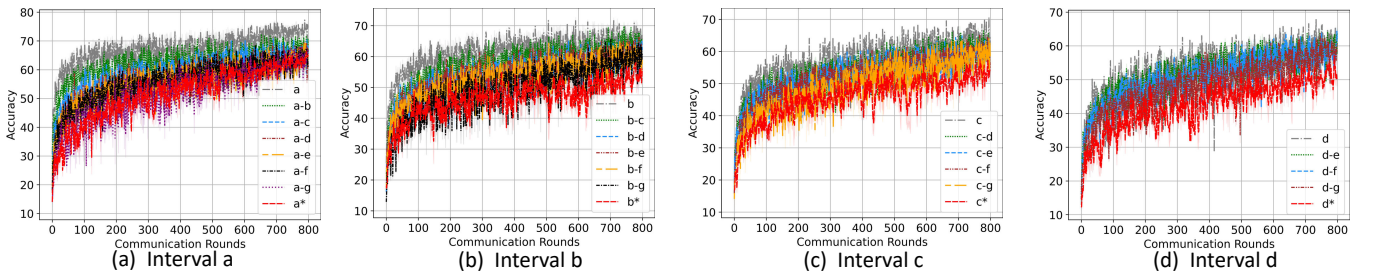 80
70
60
50
40
30
20
10
Accuracy
0 100 200 300 400 500 600 700 800
Communication Rounds
a
a-b
a-c
a-d
a-e
a-f
a-g
a*
(a) Interval a
70
60
50
40
30
20
10
Accuracy
0 100 200 300 400 500 600 700 800
Communication Rounds
b
b-c
b-d
b-e
b-f
b-g
b*
(b) Interval b
70
60
50
40
30
20
10
Accuracy
0 100 200 300 400 500 600 700 800
Communication Rounds
c
c-d
c-e
c-f
c-g
c*
(c) Interval c
70
60
50
40
30
20
10
Accuracy
0 100 200 300 400 500 600 700 800
Communication Rounds
d
d-e
d-f
d-g
d*
(d) Interval d